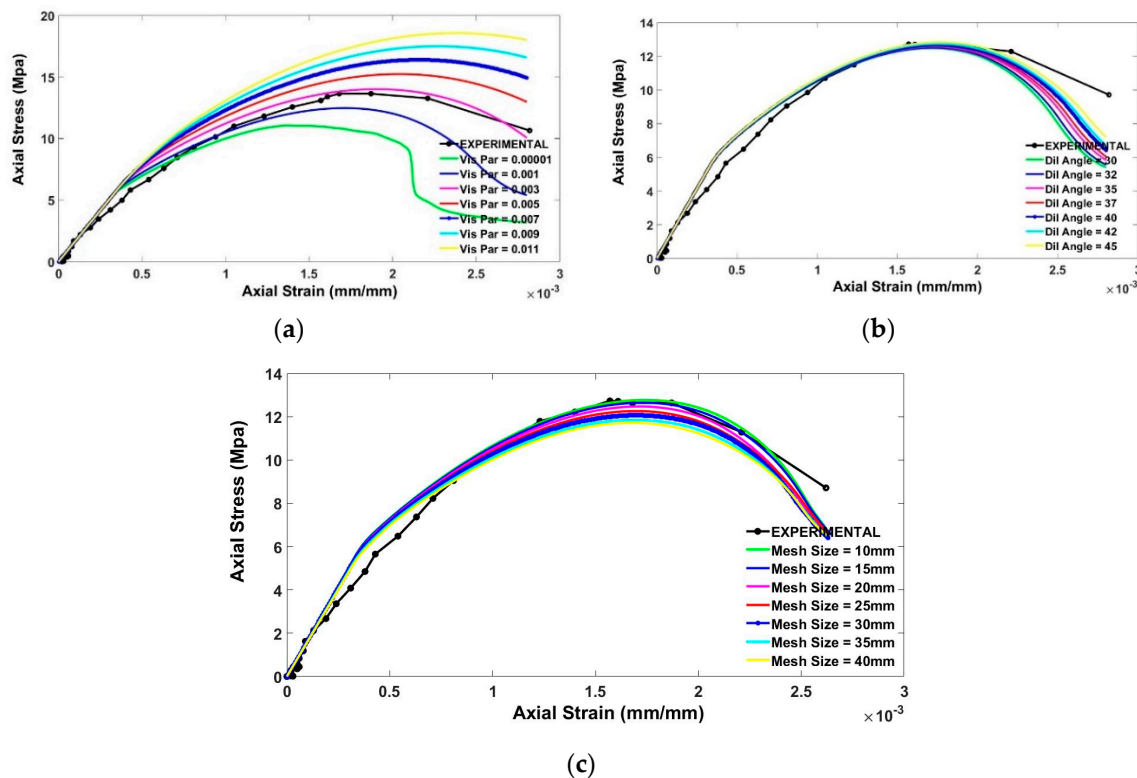 20
15
10
5
0
Axial Stress (Mpa)
EXPERIMENTAL
Vis Par = 0.00001
Vis Par = 0.001
Vis Par = 0.003
Vis Par = 0.005
Vis Par = 0.007
Vis Par = 0.009
Vis Par = 0.011
0 0.5 1 1.5 2 2.5 3
Axial Strain (mm/mm)
×10⁻³
(a)
14
12
10
8
6
4
2
0
Axial Stress (Mpa)
EXPERIMENTAL
Dil Angle = 30
Dil Angle = 32
Dil Angle = 35
Dil Angle = 37
Dil Angle = 40
Dil Angle = 42
Dil Angle = 45
0 0.5 1 1.5 2 2.5 3
Axial Strain (mm/mm)
×10⁻³
(b)
14
12
10
8
6
4
2
0
Axial Stress (Mpa)
EXPERIMENTAL
Mesh Size = 10mm
Mesh Size = 15mm
Mesh Size = 20mm
Mesh Size = 25mm
Mesh Size = 30mm
Mesh Size = 35mm
Mesh Size = 40mm
0 0.5 1 1.5 2 2.5 3
Axial Strain (mm/mm)
×10⁻³
(c)